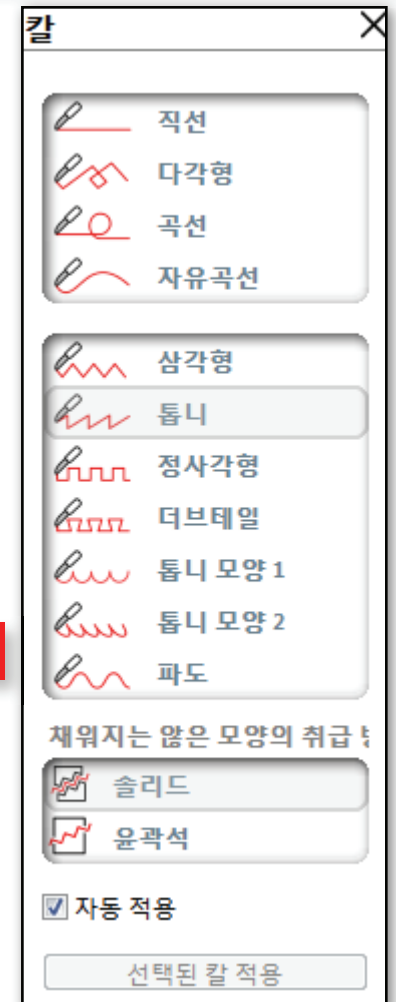 칼
직선
다각형
곡선
자유곡선
삼각형
톱니
정사각형
더브테일
톱니 모양 1
톱니 모양 2
파도
채워지는 않은 모양의 취급
솔리드
윤곽석
자동 적용
선택된 칼 적용